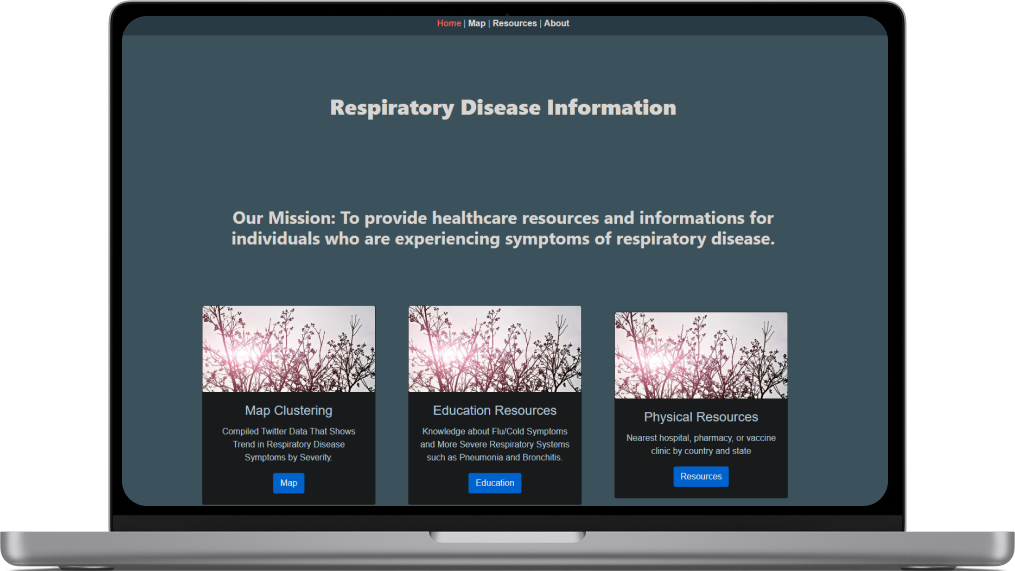 Home | Map | Resources | About
Respiratory Disease Information
Our Mission: To provide healthcare resources and informations for
individuals who are experiencing symptoms of respiratory disease.
Map Clustering
Compiled Twitter Data That Shows
Trend in Respiratory Disease
Symptoms by Severity.
Map
Education Resources
Knowledge about Flu/Cold Symptoms
and More Severe Respiratory Systems
such as Pneumonia and Bronchitis.
Education
Physical Resources
Nearest hospital, pharmacy, or vaccine
clinic by country and state
Resources